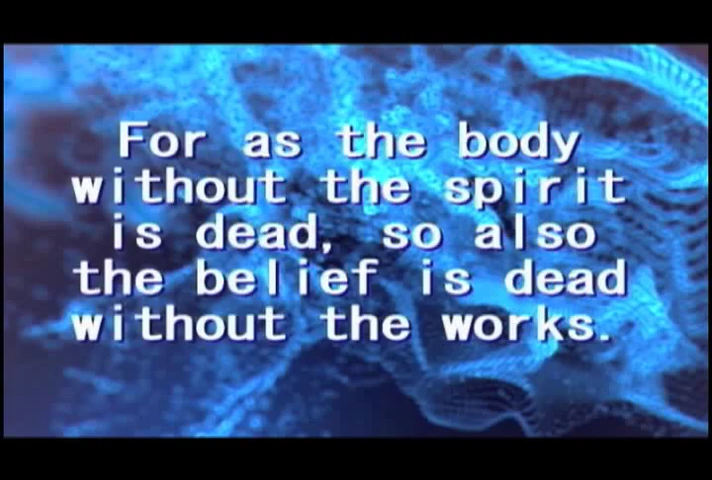 For as the body
without the spirit
is dead, so also
the belief is dead
without the works.